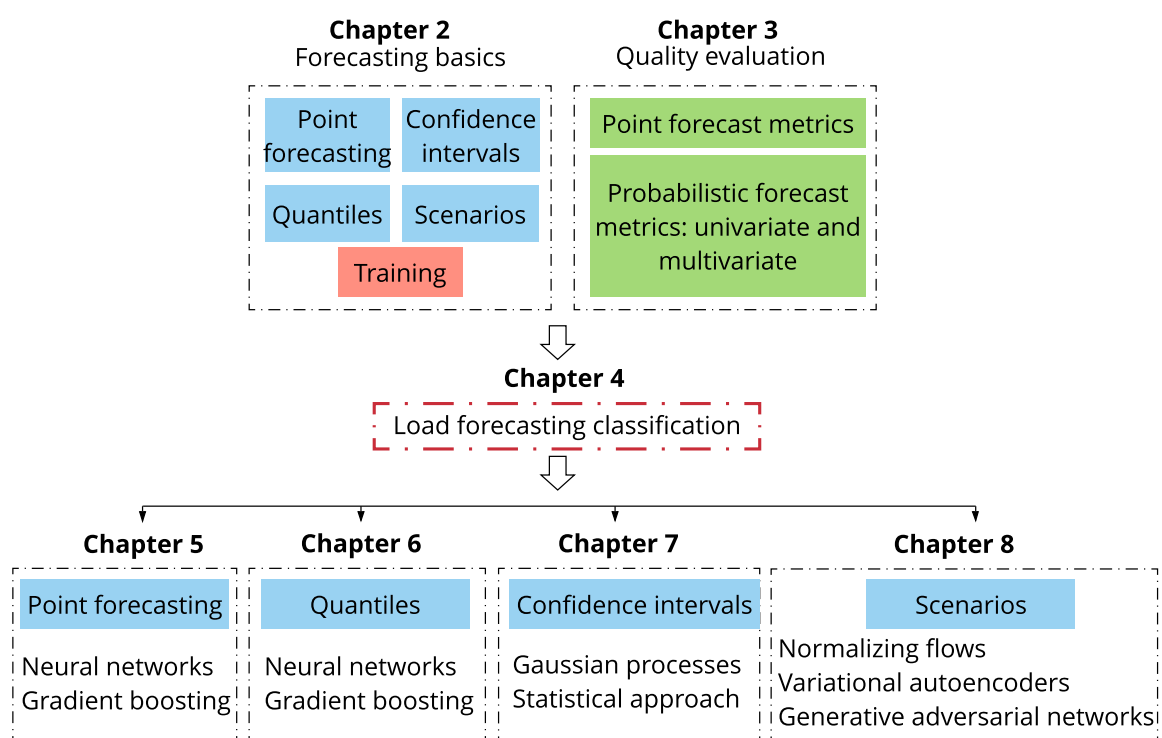 Chapter 2
Forecasting basics
Point
forecasting
Confidence
intervals
Quantiles
Scenarios
Training
Chapter 3
Quality evaluation
Point forecast metrics
Probabilistic forecast
metrics: univariate and
multivariate
Chapter 4
Load forecasting classification
Chapter 5
Point forecasting
Neural networks
Gradient boosting
Chapter 6
Quantiles
Neural networks
Gradient boosting
Chapter 7
Confidence intervals
Gaussian processes
Statistical approach
Chapter 8
Scenarios
Normalizing flows
Variational autoencoders
Generative adversarial networks